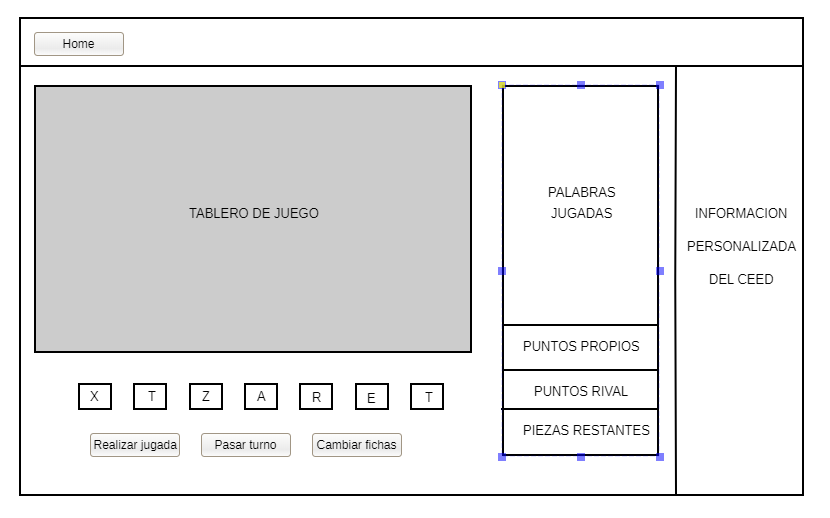 Home
TABLERO DE JUEGO
PALABRAS
JUGADAS
INFORMACION
PERSONALIZADA
DEL CEED
PUNTOS PROPIOS
PUNTOS RIVAL
PIEZAS RESTANTES
X T Z A R E T
Realizar jugada Pasar turno Cambiar fichas